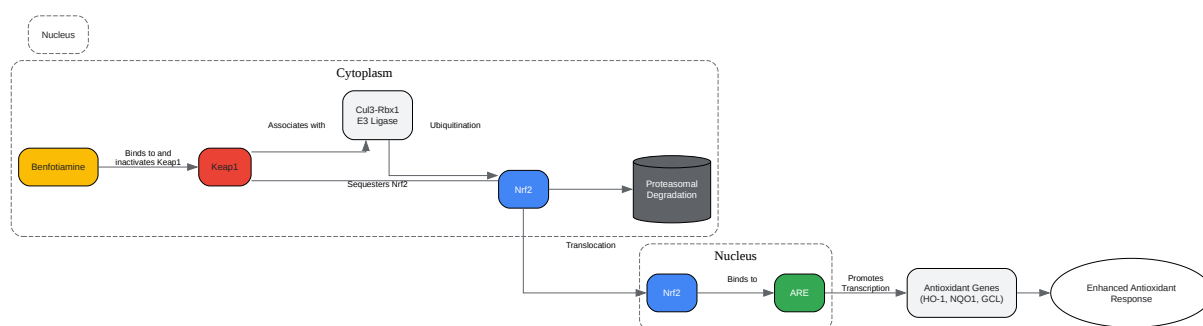 Nucleus
Cytoplasm
Cul3-Rbx1
E3 Ligase
Associates with
Ubiquitination
Benfotiamine
Binds to and
inactivates Keap1
Keap1
Sequesters Nrf2
Nrf2
Proteasomal
Degradation
Translocation
Nucleus
Nrf2
Binds to
ARE
Promotes
Transcription
Antioxidant Genes
(HO-1, NQO1, GCL)
Enhanced Antioxidant
Response